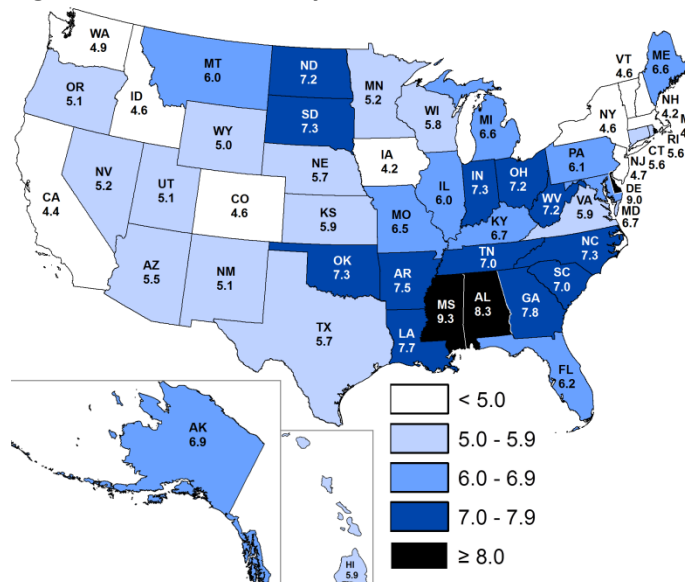 WA
4.9
MT
6.0
ND
7.2
MN
5.2
VT
4.6
ME
6.6
OR
5.1
ID
4.6
SD
7.3
WI
5.8
MI
6.6
NY
4.6
NH
4.2
WY
5.0
IA
4.2
NE
5.7
PA
6.1
RI
5.6
CT
5.6
NJ
4.7
NV
5.2
UT
5.1
CO
4.6
IL
6.0
IN
7.3
OH
7.2
WV
7.2
VA
5.9
DE
9.0
MD
6.7
CA
4.4
KS
5.9
MO
6.5
KY
6.7
NC
7.3
AZ
5.5
NM
5.1
OK
7.3
AR
7.5
TN
7.0
SC
7.0
TX
5.7
LA
7.7
MS
9.3
AL
8.3
GA
7.8
FL
6.2
AK
6.9
HI
5.9
< 5.0
5.0 - 5.9
6.0 - 6.9
7.0 - 7.9
≥ 8.0